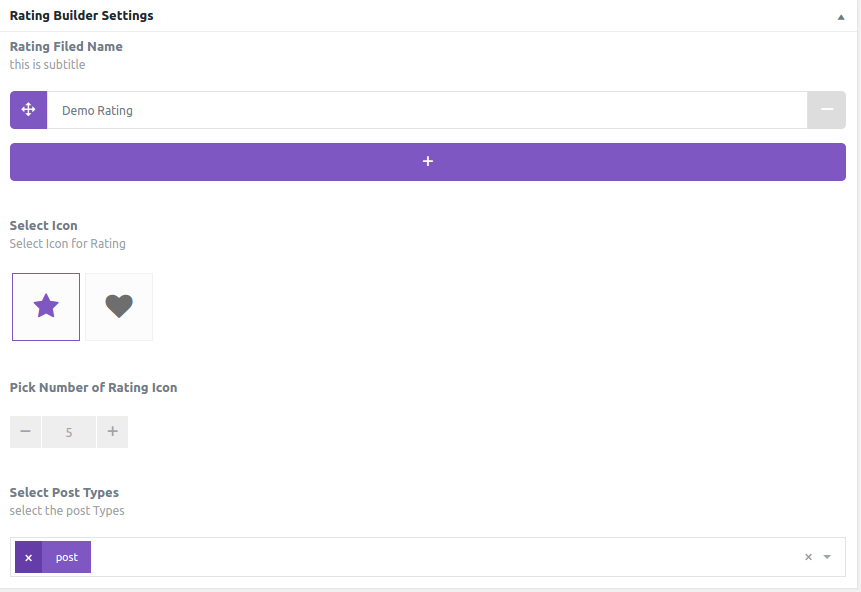 Rating Builder Settings
Rating Filed Name
this is subtitle
Demo Rating
Select Icon
Select Icon for Rating
Pick Number of Rating Icon
5
Select Post Types
select the post Types
× post